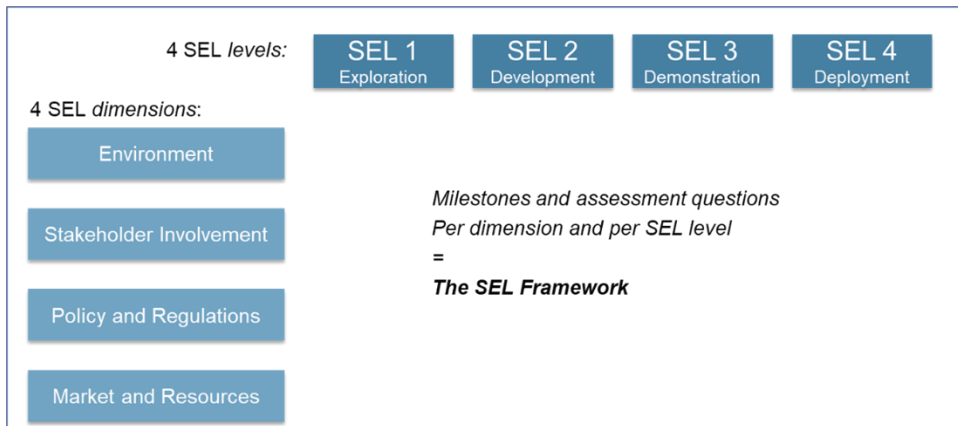 4 SEL levels:
SEL 1
Exploration
SEL 2
Development
SEL 3
Demonstration
SEL 4
Deployment
4 SEL dimensions:
Environment
Stakeholder Involvement
Policy and Regulations
Market and Resources
Milestones and assessment questions
Per dimension and per SEL level
=
The SEL Framework